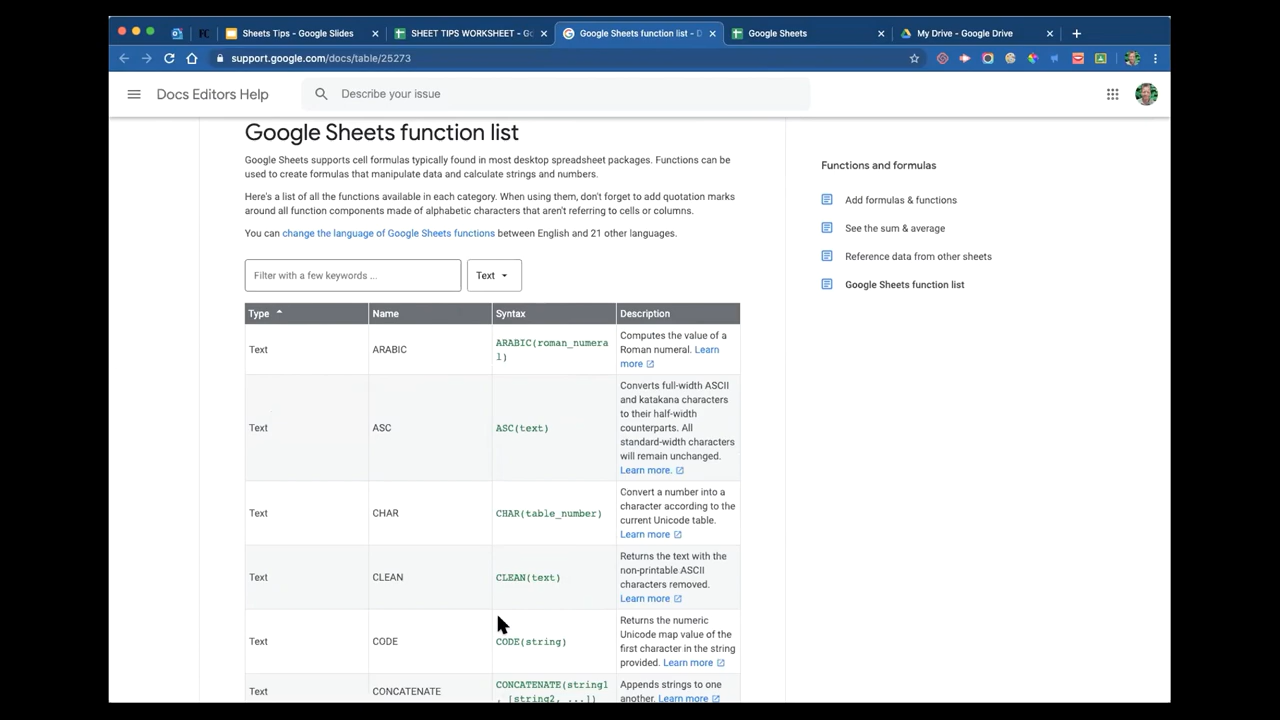 Sheets Tips - Google Slides
SHEET TIPS WORKSHEET - Go
Google Sheets function list - D
Google Sheets
My Drive - Google Drive
support.google.com/docs/table/25273
Docs Editors Help
Describe your issue
Google Sheets function list
Google Sheets supports cell formulas typically found in most desktop spreadsheet packages. Functions can be
used to create formulas that manipulate data and calculate strings and numbers.
Here's a list of all the functions available in each category. When using them, don't forget to add quotation marks
around all function components made of alphabetic characters that aren't referring to cells or columns.
You can change the language of Google Sheets functions between English and 21 other languages.
Filter with a few keywords ...
Text
Type Name Syntax Description
Text ARABIC ARABIC(roman_numera
l)
Computes the value of a
Roman numeral. Learn
more
Text ASC ASC(text)
Converts full-width ASCII
and katakana characters
to their half-width
counterparts. All
standard-width characters
will remain unchanged.
Learn more.
Text CHAR CHAR(table_number)
Convert a number into a
character according to the
current Unicode table.
Learn more
Text CLEAN CLEAN(text)
Returns the text with the
non-printable ASCII
characters removed.
Learn more
Text CODE CODE(string)
Returns the numeric
Unicode map value of the
first character in the string
provided. Learn more
Text CONCATENATE CONCATENATE(string1
, [string2, ...])
Appends strings to one
another. Learn more
Functions and formulas
Add formulas & functions
See the sum & average
Reference data from other sheets
Google Sheets function list